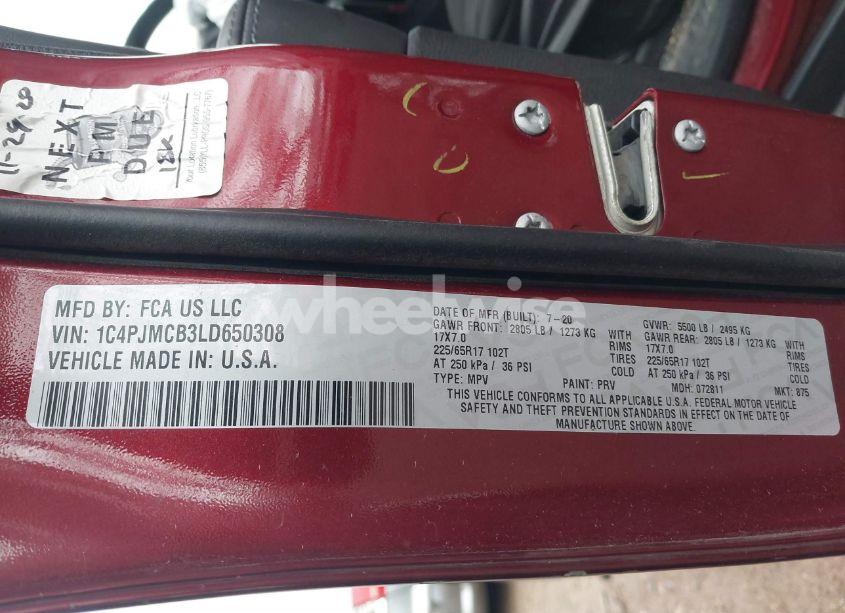 11-29-20
NEXT
PM
DUE
18K
wheelwise
MFD BY: FCA US LLC
VIN: 1C4PJMCB3LD650308
VEHICLE MADE IN: U.S.A.
DATE OF MFR (BUILT): 7-20 GVWR: 5500 LB / 2495 KG
GAWR FRONT: 2805 LB / 1273 KG WITH GAWR REAR: 2805 LB / 1273 KG WITH
17X7.0 RIMS 17X7.0 RIMS
225/65R17 102T TIRES 225/65R17 102T TIRES
AT 250 kPa / 36 PSI COLD AT 250 kPa / 36 PSI COLD
TYPE: MPV PAINT: PRV MDH: 072811 MKT: 875
THIS VEHICLE CONFORMS TO ALL APPLICABLE U.S.A. FEDERAL MOTOR VEHICLE
SAFETY AND THEFT PREVENTION STANDARDS IN EFFECT ON THE DATE OF
MANUFACTURE SHOWN ABOVE.